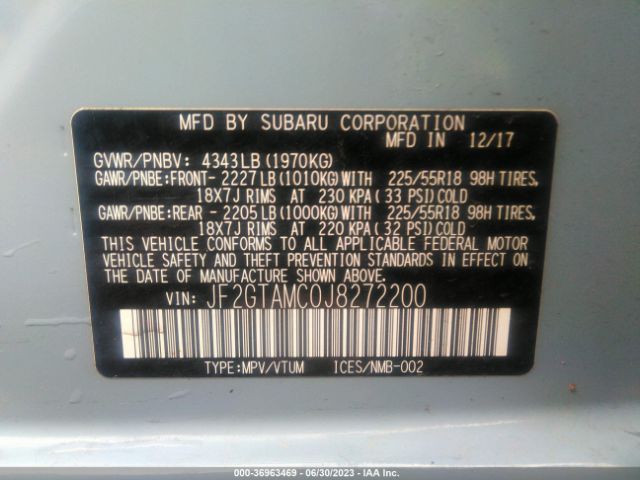 MFD BY SUBARU CORPORATION
MFD IN 12/17
GVWR/PNBV: 4343LB(1970KG)
GAWR/PNBE:FRONT- 2227LB(1010KG)WITH 225/55R18 98H TIRES,
18X7J RIMS AT 230 KPA(33 PSI)COLD
GAWR/PNBE:REAR - 2205LB(1000KG)WITH 225/55R18 98H TIRES,
18X7J RIMS AT 220 KPA(32 PSI)COLD
THIS VEHICLE CONFORMS TO ALL APPLICABLE FEDERAL MOTOR
VEHICLE SAFETY AND THEFT PREVENTION STANDARDS IN EFFECT
ON THE DATE OF MANUFACTURE SHOWN ABOVE.
VIN: JF2GTAMC0J8272200
TYPE:MPV/VTUM ICES/NMB-002
000-36963469 - 06/30/2023 - IAA Inc.